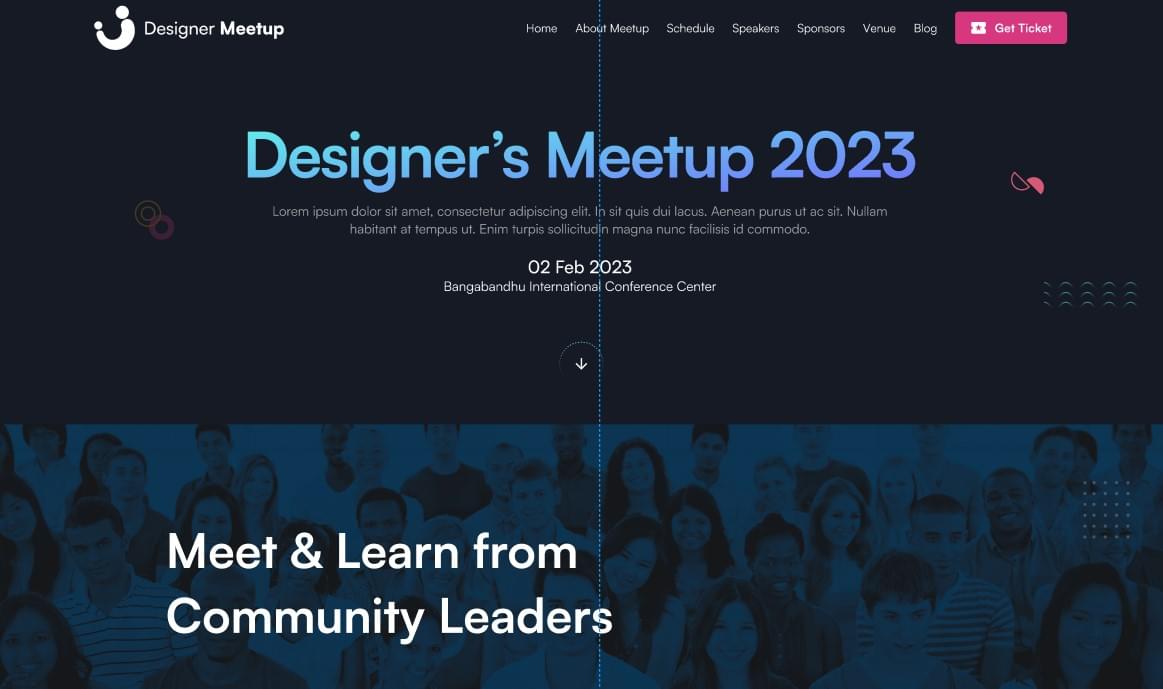 Designer Meetup
Home About Meetup Schedule Speakers Sponsors Venue Blog Get Ticket
Designer’s Meetup 2023
Lorem ipsum dolor sit amet, consectetur adipiscing elit. In sit quis dui lacus. Aenean purus ut ac sit. Nullam
habitant at tempus ut. Enim turpis sollicitudin magna nunc facilisis id commodo.
02 Feb 2023
Bangabandhu International Conference Center
Meet & Learn from
Community Leaders